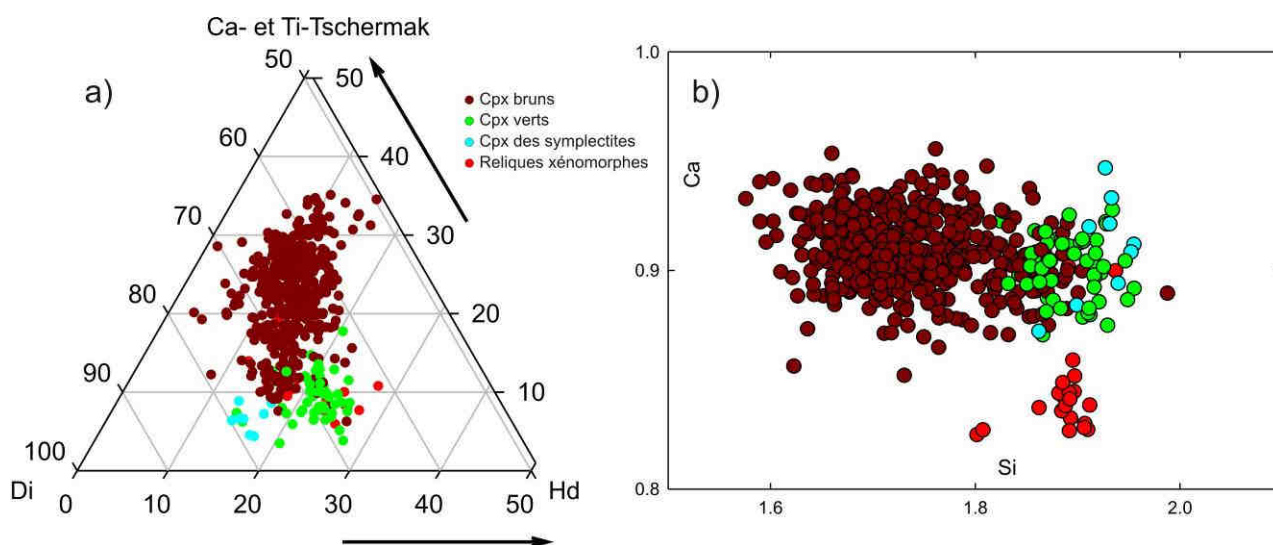 Ca- et Ti-Tschermak
a)
50
50
60
40
70
30
80
20
90
10
100
Di
0
10
20
30
40
50
Hd
Cpx bruns
Cpx verts
Cpx des symplectites
Reliques xénomorphes
b)
1.0
Ca
0.9
0.8
Si
1.6
1.8
2.0